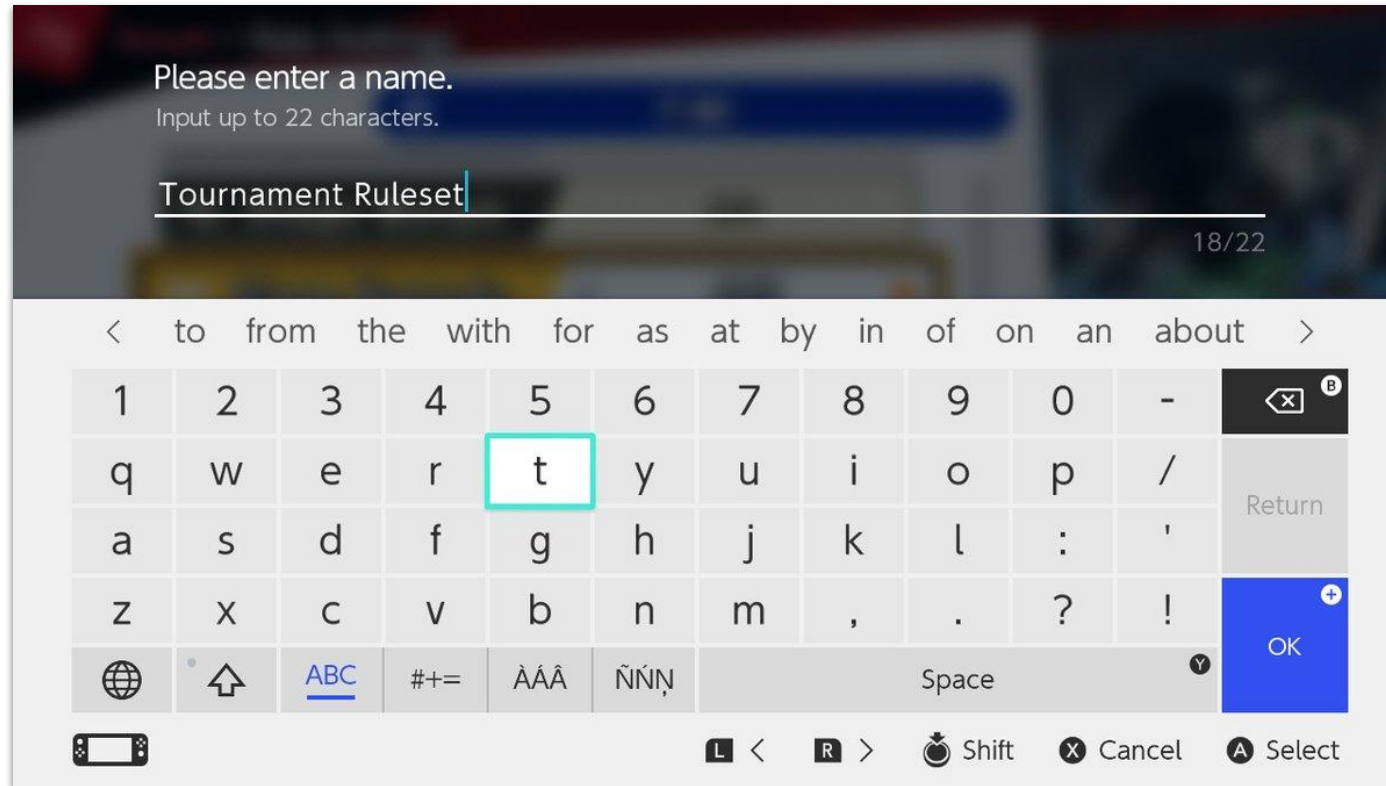 Please enter a name.
Input up to 22 characters.
Tournament Ruleset
18/22
< to from the with for as at by in of on an about >
1 2 3 4 5 6 7 8 9 0 - B
q w e r t y u i o p /
Return
a s d f g h j k l : '
z x c v b n m , . ? ! +
OK
ABC #+= ÀÁÂ ÑŃŅ Space Y
L < R > Shift X Cancel A Select